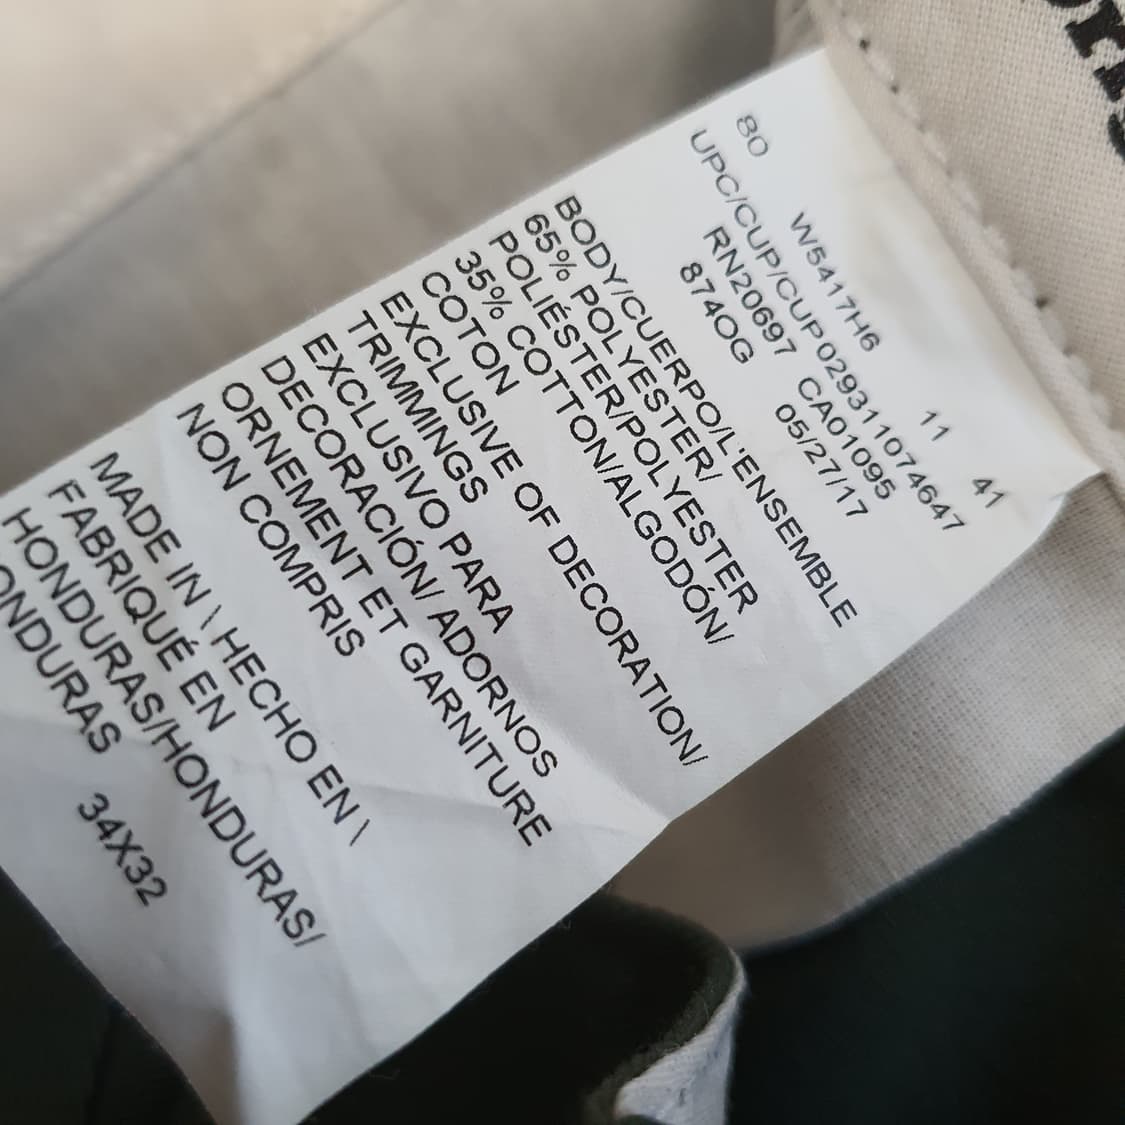 80 W5417H6 11 41
UPC/CUP/CUP 029311074647
RN20697 CA01095
874OG 05/27/17
BODY/CUERPO/L'ENSEMBLE
65% POLYESTER/
POLIÉSTER/POLYESTER
35% COTTON/ALGODÓN/
COTON
EXCLUSIVE OF DECORATION/
TRIMMINGS
EXCLUSIVO PARA
DECORACIÓN/ ADORNOS
ORNEMENT ET GARNITURE
NON COMPRIS
MADE IN \ HECHO EN \
FABRIQUÉ EN
HONDURAS/HONDURAS/
ONDURAS 34X32